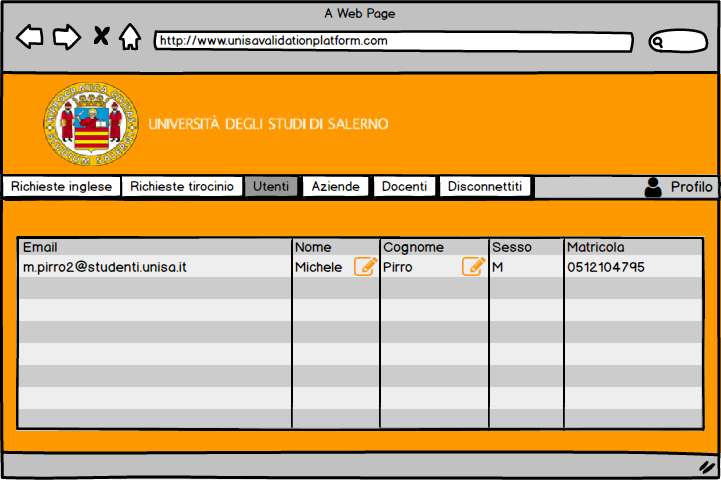 A Web Page
http://www.unisavalidationplatform.com
UNIVERSITÀ DEGLI STUDI DI SALERNO
Richieste inglese Richieste tirocinio Utenti Aziende Docenti Disconnettiti Profilo
Email Nome Cognome Sesso Matricola
m.pirro2@studenti.unisa.it Michele Pirro M 0512104795